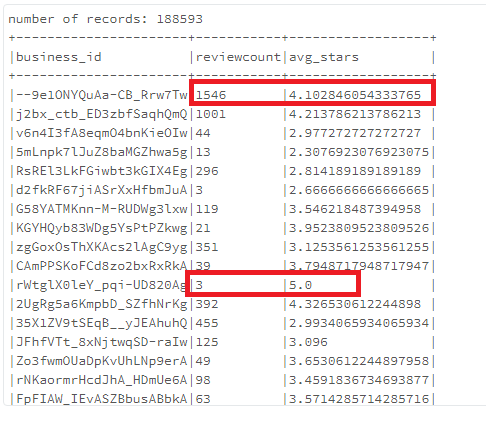 number of records: 188593
+----------------------+-----------+------------------+
|business_id           |reviewcount|avg_stars         |
+----------------------+-----------+------------------+
|--9e1ONYQuAa-CB_Rrw7Tw|1546       |4.102846054333765 |
|j2bx_ctb_ED3zbfSaqhQmQ|1001       |4.213786213786213 |
|v6n4I3fA8eqmO4bnKieOIw|44         |2.977272727272727 |
|5mLnpk7lJuZ8baMGZhwa5g|13         |2.3076923076923075|
|RsREl3LkFGiwbt3kGIX4Eg|296        |2.814189189189189 |
|d2fkRF67jiASrXxHfbmJuA|3          |2.6666666666666665|
|G58YATMKnn-M-RUDWg3lxw|119        |3.546218487394958 |
|KGYHQyb83WDg5YsPtPZkwg|21         |3.9523809523809526|
|zgGoxOsThXKAcs2lAgC9yg|351        |3.1253561253561255|
|CAmPPSKoFCd8zo2bxRxRkA|39         |3.7948717948717947|
|rWtglX0leY_pqi-UD820Ag|3          |5.0               |
|2UgRg5a6KmpbD_SZfhNrKg|392        |4.326530612244898 |
|35X1ZV9tSEqB__yJEAhuhQ|455        |2.9934065934065934|
|JFhfVTt_8xNjtwqSD-raIw|125        |3.096             |
|Zo3fwmOUaDpKvUhLNp9erA|49         |3.6530612244897958|
|rNKaormrHcdJhA_HDmUe6A|98         |3.4591836734693877|
|FpFIAW_IEvASZBbusABbkA|63         |3.5714285714285716|